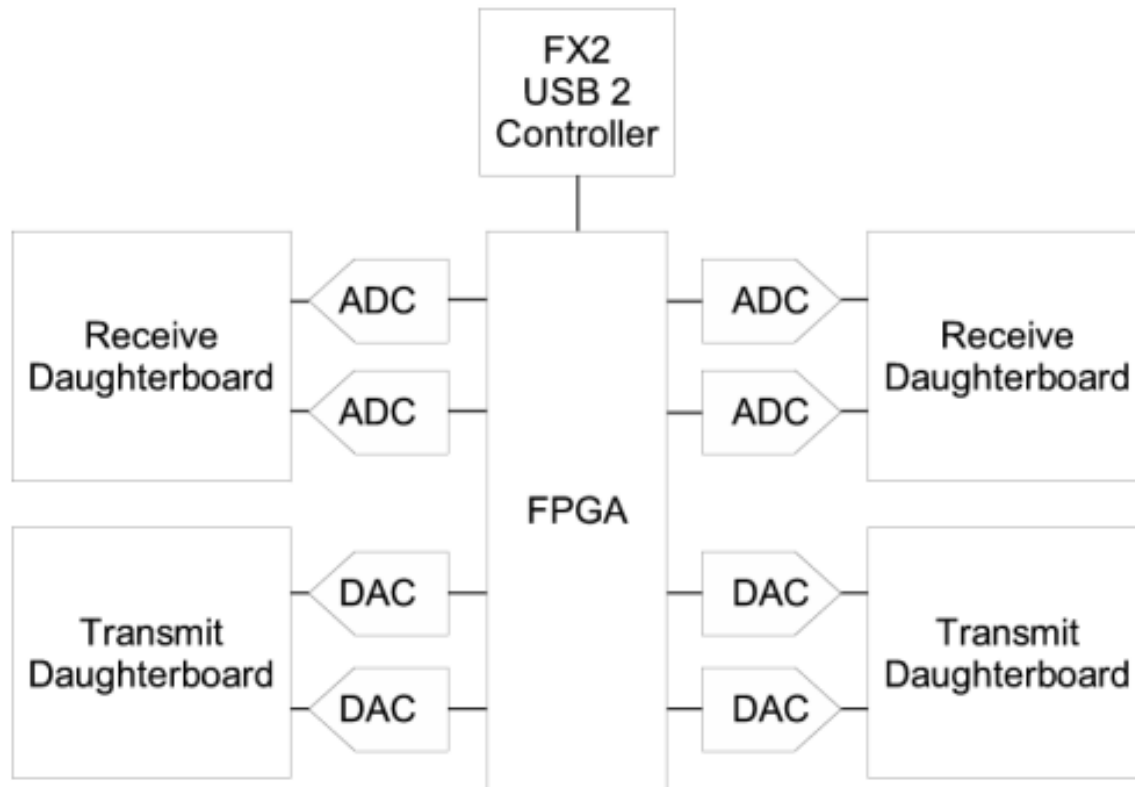 FX2
USB 2
Controller
Receive
Daughterboard
ADC
ADC
ADC
ADC
Receive
Daughterboard
FPGA
Transmit
Daughterboard
DAC
DAC
DAC
DAC
Transmit
Daughterboard